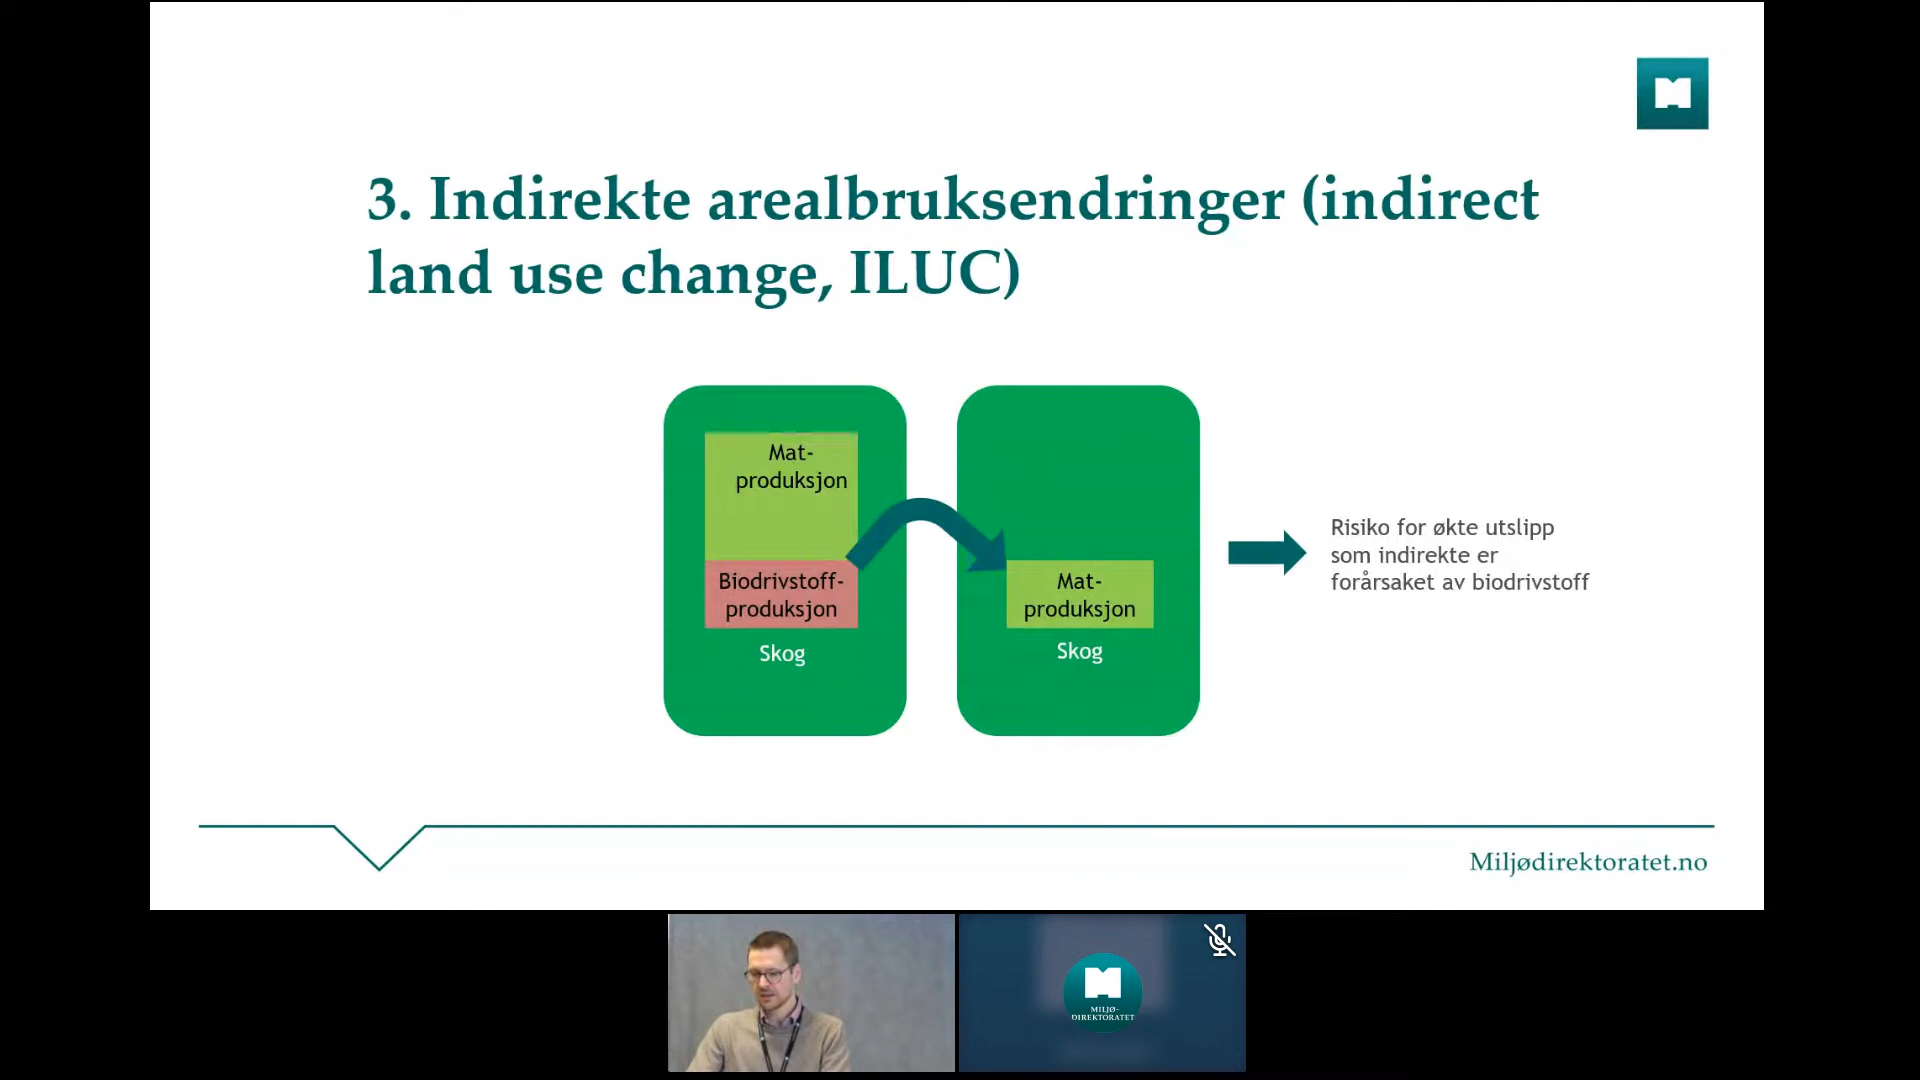 3. Indirekte arealbruksendringer (indirect
land use change, ILUC)
Mat-
produksjon
Biodrivstoff-
produksjon
Skog
Mat-
produksjon
Skog
Risiko for økte utslipp
som indirekte er
forårsaket av biodrivstoff
Miljødirektoratet.no
MILJØ-
DIREKTORATET